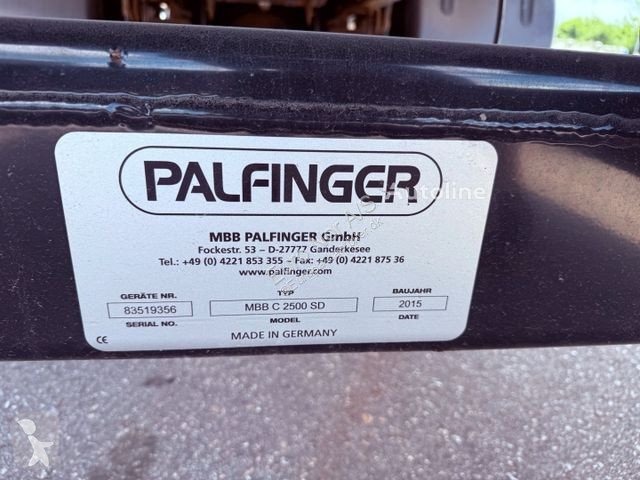 PALFINGER
Autoline
MBB PALFINGER GmbH
Fockestr. 53 – D-27777 Ganderkesee
Tel.: +49 (0) 4221 853 355 – Fax: +49 (0) 4221 875 36
www.palfinger.com
GERÄTE NR. TYP BAUJAHR
83519356 MBB C 2500 SD 2015
SERIAL NO. MODEL DATE
CE MADE IN GERMANY